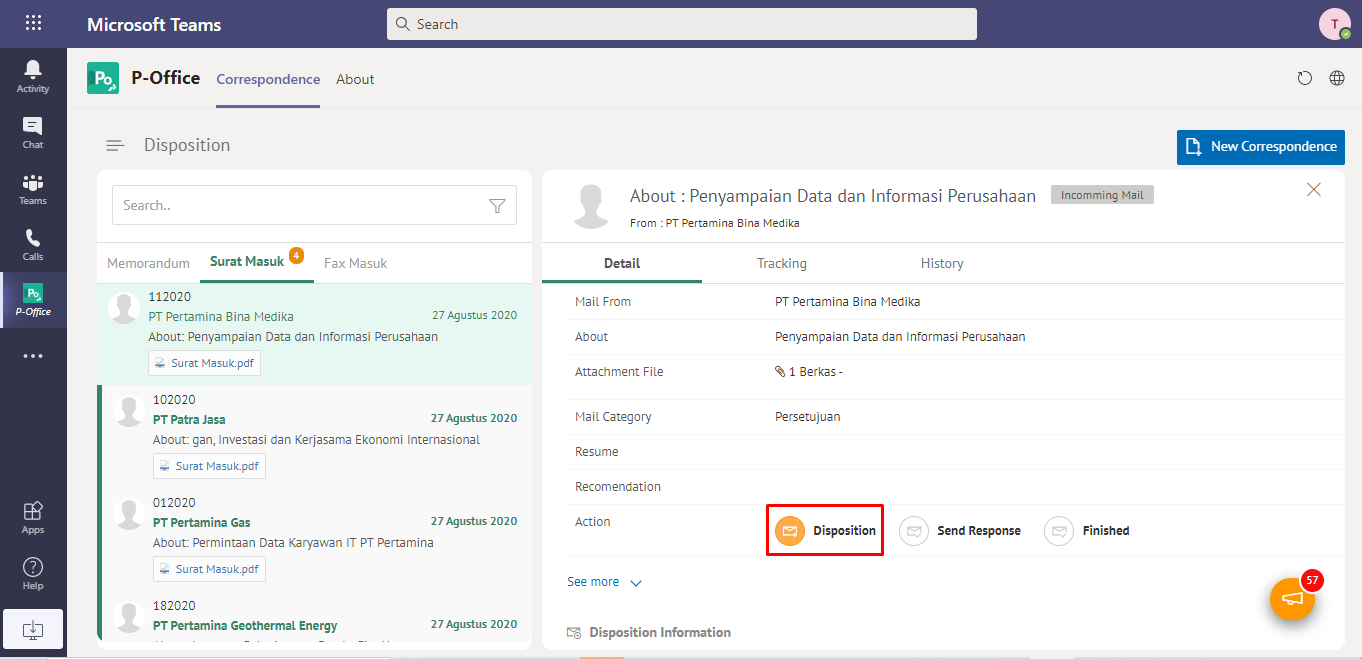 Microsoft Teams
Search
T
Activity
Chat
Teams
Calls
P-Office
Apps
Help
Po
P-Office
Correspondence
About
Disposition
New Correspondence
Search..
Memorandum
Surat Masuk
4
Fax Masuk
112020
PT Pertamina Bina Medika
27 Agustus 2020
About: Penyampaian Data dan Informasi Perusahaan
Surat Masuk.pdf
102020
PT Patra Jasa
27 Agustus 2020
About: gan, Investasi dan Kerjasama Ekonomi Internasional
Surat Masuk.pdf
012020
PT Pertamina Gas
27 Agustus 2020
About: Permintaan Data Karyawan IT PT Pertamina
Surat Masuk.pdf
182020
PT Pertamina Geothermal Energy
27 Agustus 2020
About : Penyampaian Data dan Informasi Perusahaan
Incomming Mail
From : PT Pertamina Bina Medika
Detail
Tracking
History
Mail From
PT Pertamina Bina Medika
About
Penyampaian Data dan Informasi Perusahaan
Attachment File
1 Berkas -
Mail Category
Persetujuan
Resume
Recomendation
Action
Disposition
Send Response
Finished
See more
57
Disposition Information